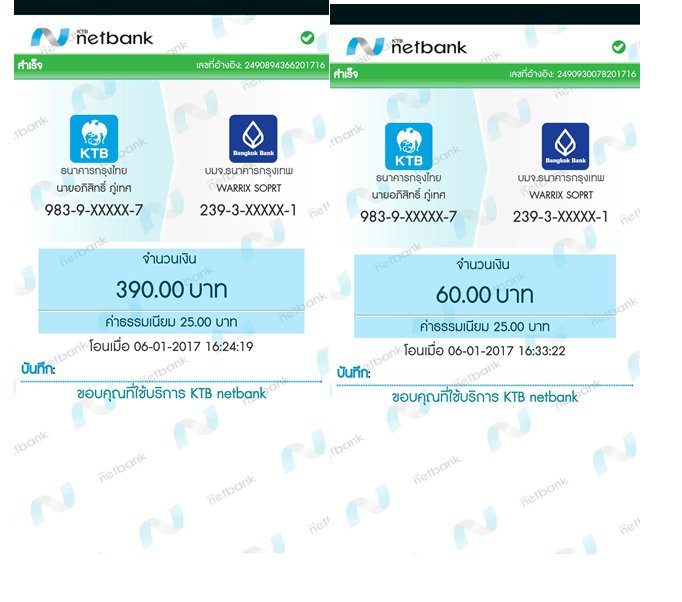 KTB netbank
สำเร็จ เลขที่อ้างอิง: 2490894366201716
KTB
Bangkok Bank
ธนาคารกรุงไทย
บมจ.ธนาคารกรุงเทพ
นายอภิสิทธิ์ ภู่เทศ
WARRIX SOPRT
983-9-XXXXX-7
239-3-XXXXX-1
จำนวนเงิน
390.00 บาท
ค่าธรรมเนียม 25.00 บาท
โอนเมื่อ 06-01-2017 16:24:19
บันทึก:
ขอบคุณที่ใช้บริการ KTB netbank
KTB netbank
สำเร็จ เลขที่อ้างอิง: 2490930078201716
KTB
Bangkok Bank
ธนาคารกรุงไทย
บมจ.ธนาคารกรุงเทพ
นายอภิสิทธิ์ ภู่เทศ
WARRIX SOPRT
983-9-XXXXX-7
239-3-XXXXX-1
จำนวนเงิน
60.00 บาท
ค่าธรรมเนียม 25.00 บาท
โอนเมื่อ 06-01-2017 16:33:22
บันทึก:
ขอบคุณที่ใช้บริการ KTB netbank